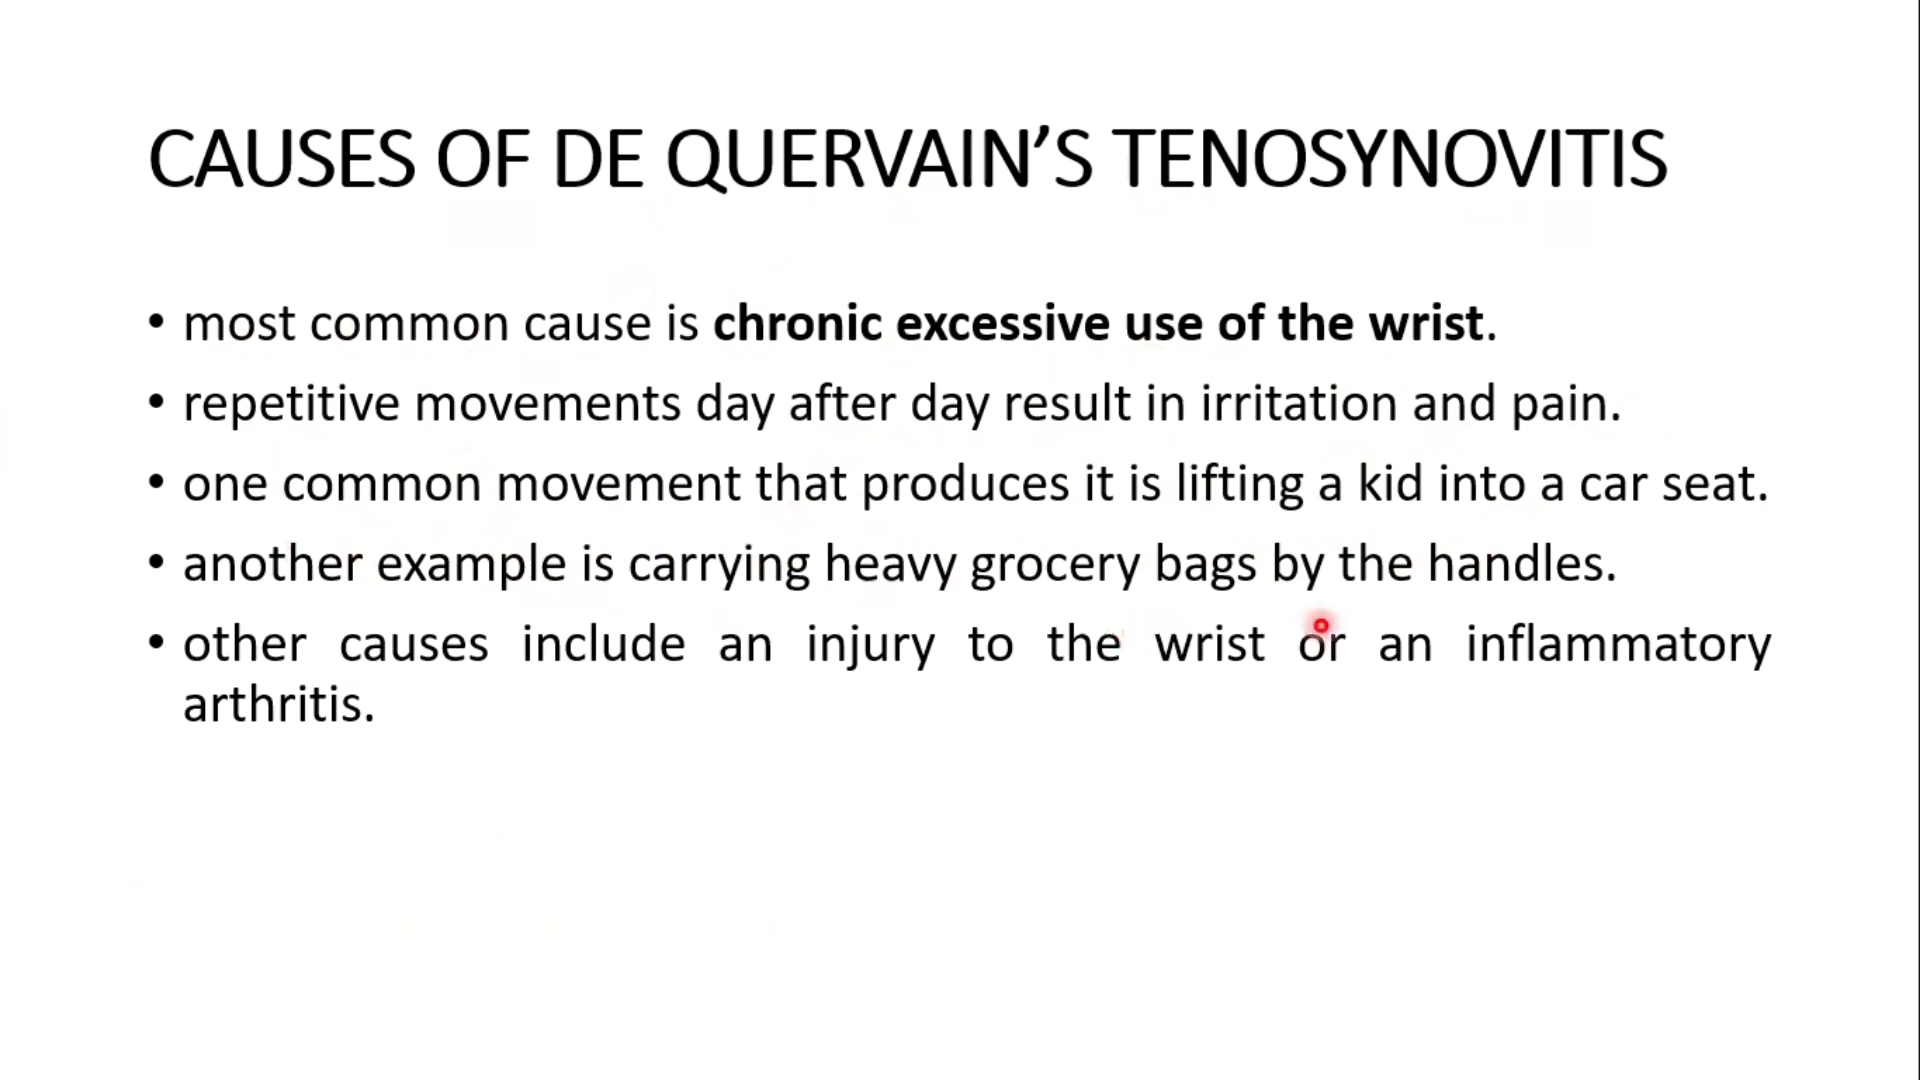 CAUSES OF DE QUERVAIN’S TENOSYNOVITIS
• most common cause is chronic excessive use of the wrist.
• repetitive movements day after day result in irritation and pain.
• one common movement that produces it is lifting a kid into a car seat.
• another example is carrying heavy grocery bags by the handles.
• other causes include an injury to the wrist or an inflammatory
arthritis.